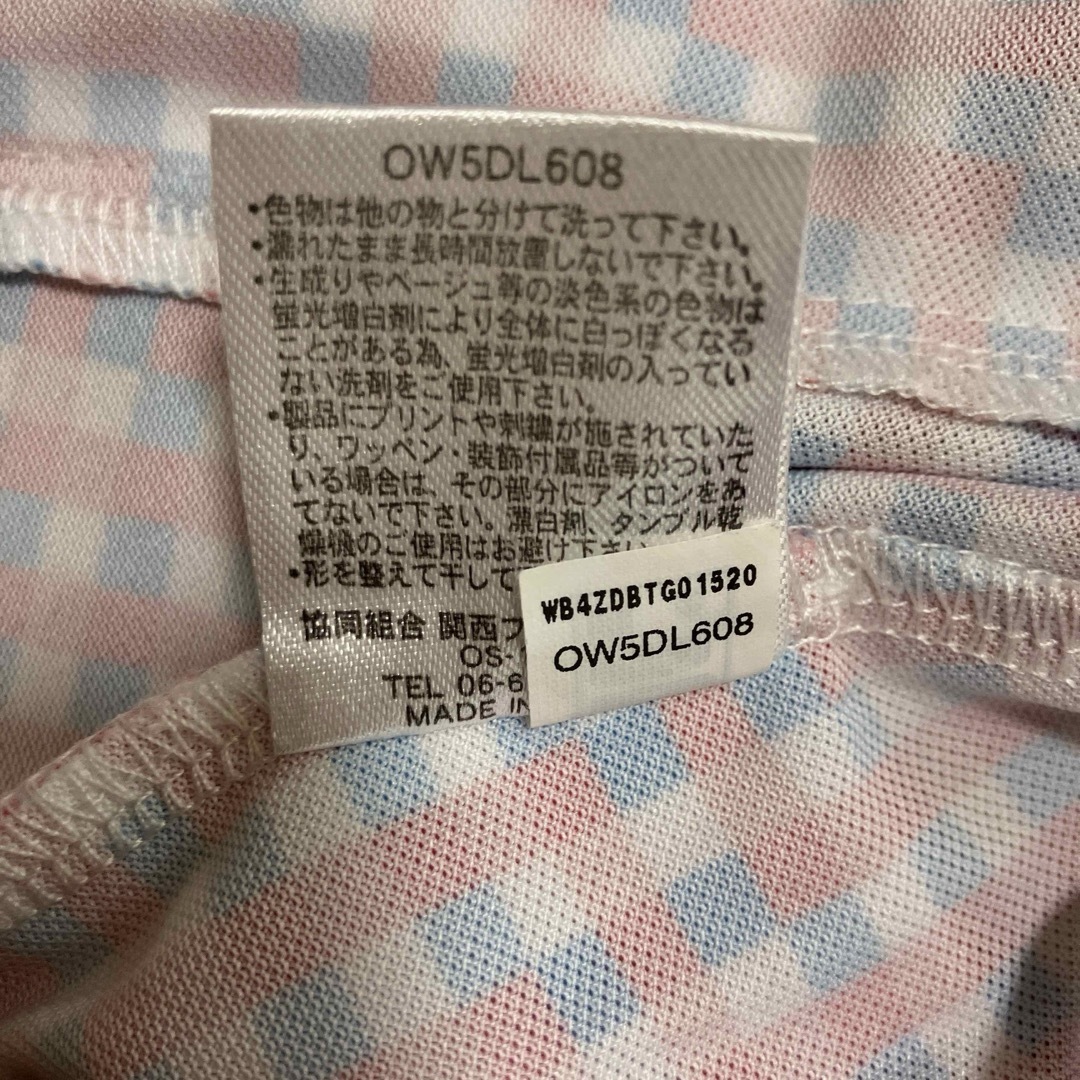 OW5DL608
・色物は他の物と分けて洗って下さい。
・濡れたまま長時間放置しないで下さい。
・生成りやベージュ等の淡色系の色物は
蛍光増白剤により全体に白っぽくなる
ことがある為、蛍光増白剤の入ってい
ない洗剤をご使用下さい。
・製品にプリントや刺繍が施されていた
り、ワッペン・装飾付属品等がついて
いる場合は、その部分にアイロンをあ
てないで下さい。漂白剤、タンブル乾
燥機のご使用はお避け下さい
・形を整えて干して
協同組合 関西フ
OS-
TEL 06-6
MADE IN
WB4ZDBTG01520
OW5DL608